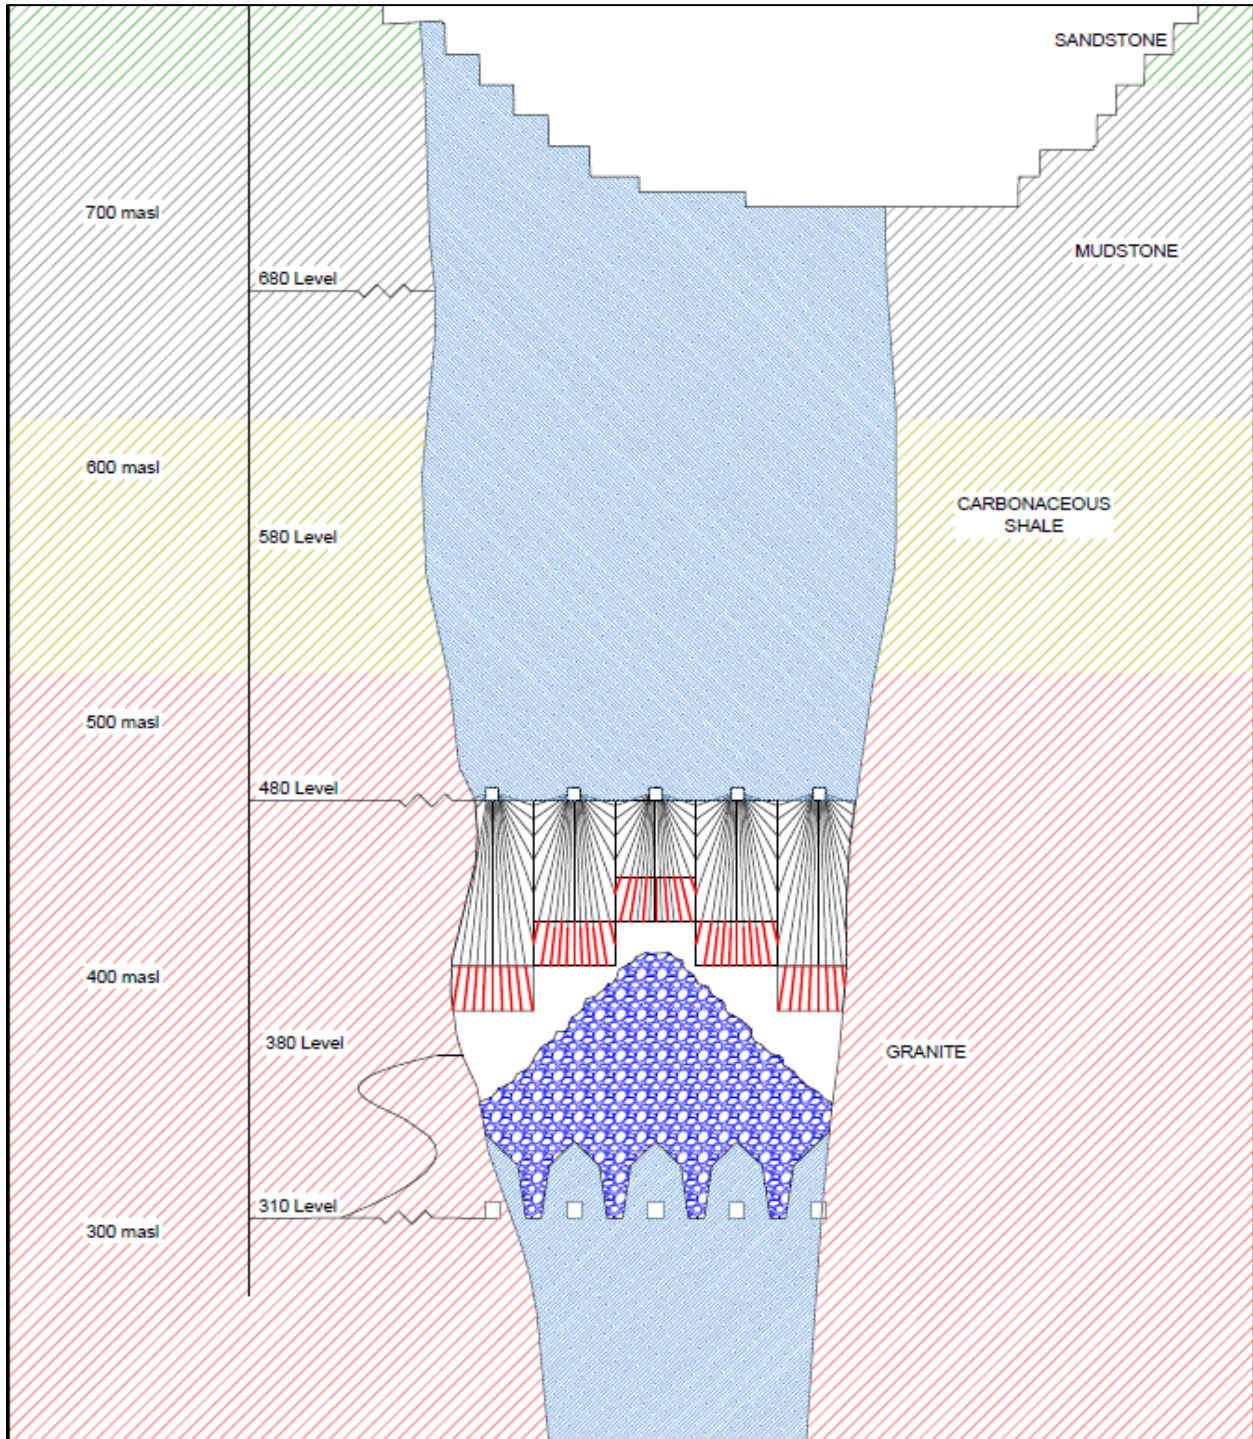 SANDSTONE
700 masl
MUDSTONE
680 Level
600 masl
CARBONACEOUS
SHALE
580 Level
500 masl
480 Level
400 masl
380 Level
GRANITE
310 Level
300 masl